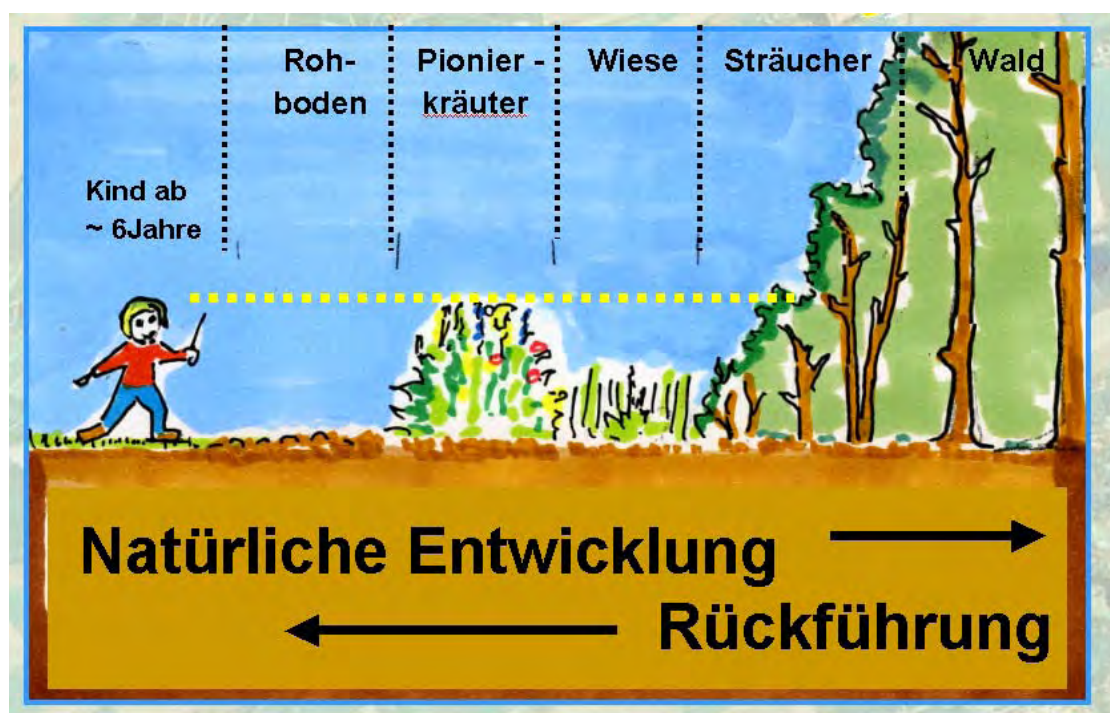 Roh-
boden
Pionier -
kräuter
Wiese
Sträucher
Wald
Kind ab
~ 6Jahre
Natürliche Entwicklung
Rückführung